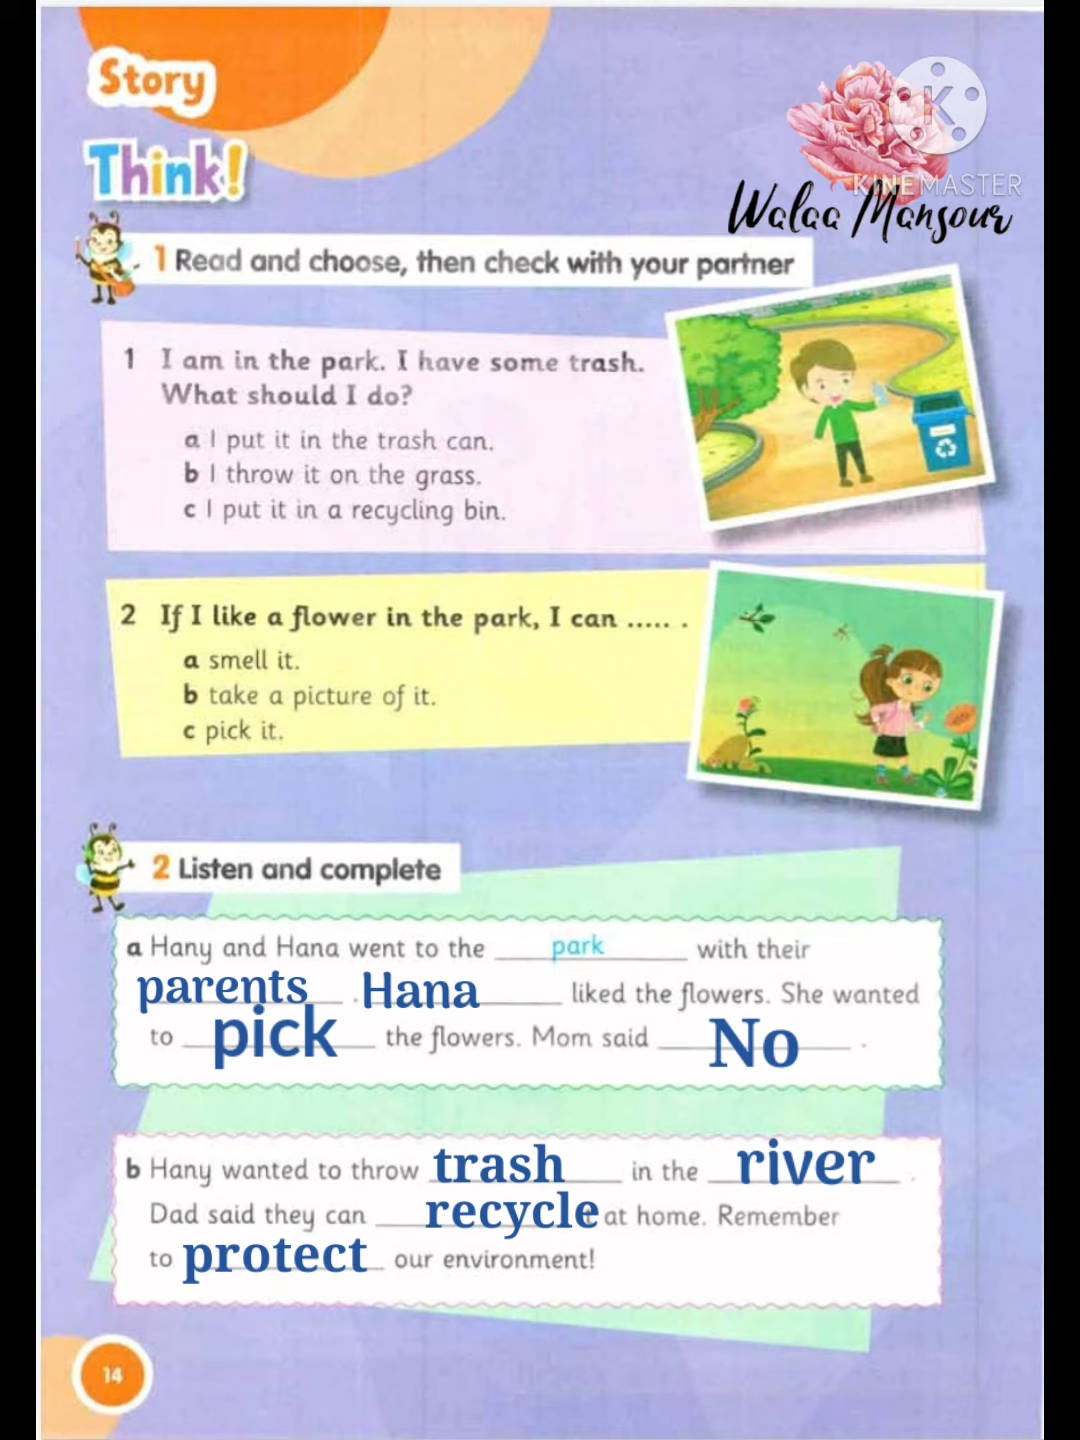 Story
Think!
KINEMASTER
Walaa Mansour
1 Read and choose, then check with your partner
1 I am in the park. I have some trash.
What should I do?
a I put it in the trash can.
b I throw it on the grass.
c I put it in a recycling bin.
2 If I like a flower in the park, I can ..... .
a smell it.
b take a picture of it.
c pick it.
2 Listen and complete
a Hany and Hana went to the park with their
parents . Hana liked the flowers. She wanted
to pick the flowers. Mom said No .
b Hany wanted to throw trash in the river .
Dad said they can recycle it at home. Remember
to protect our environment!
14